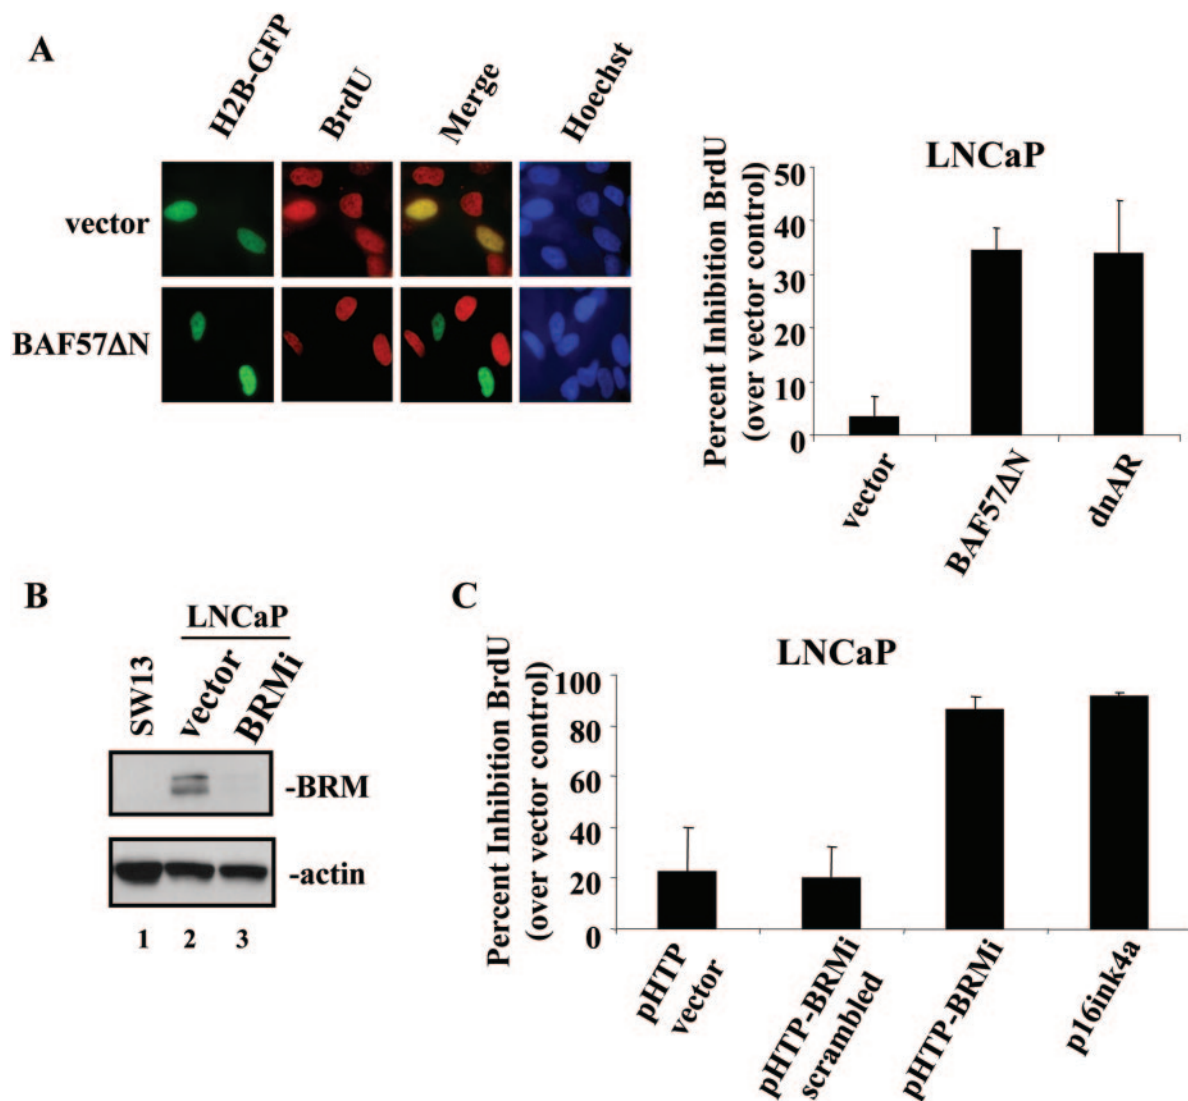 A
H2B-GFP
BrdU
Merge
Hoechst
vector
BAF57ΔN
LNCaP
Percent Inhibition BrdU
(over vector control)
50
40
30
20
10
0
vector
BAF57ΔN
dnAR
B
LNCaP
SW13
vector
BRMi
-BRM
-actin
1 2 3
C
LNCaP
Percent Inhibition BrdU
(over vector control)
100
80
60
40
20
0
pHTP
vector
pHTP-BRMi
scrambled
pHTP-BRMi
p16ink4a